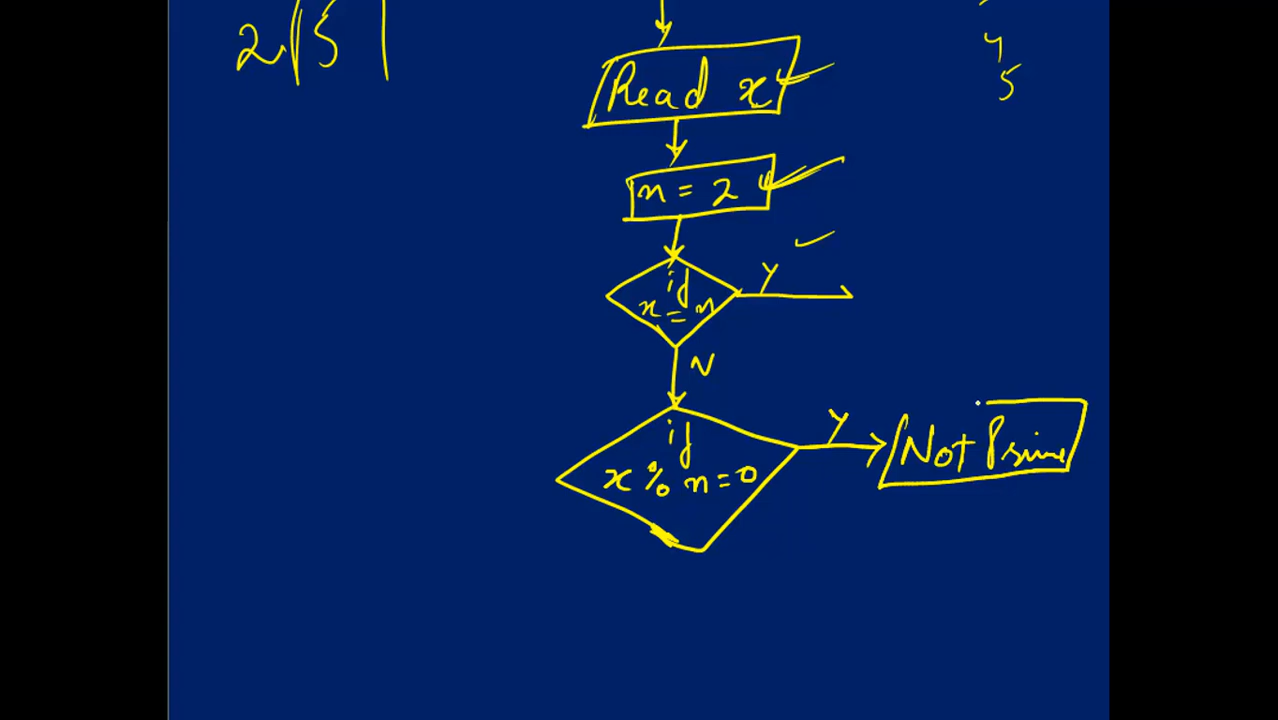 2)5(
4
5
Read x
n = 2
if
x = n
Y
N
if
x % n = 0
Y
Not Prime